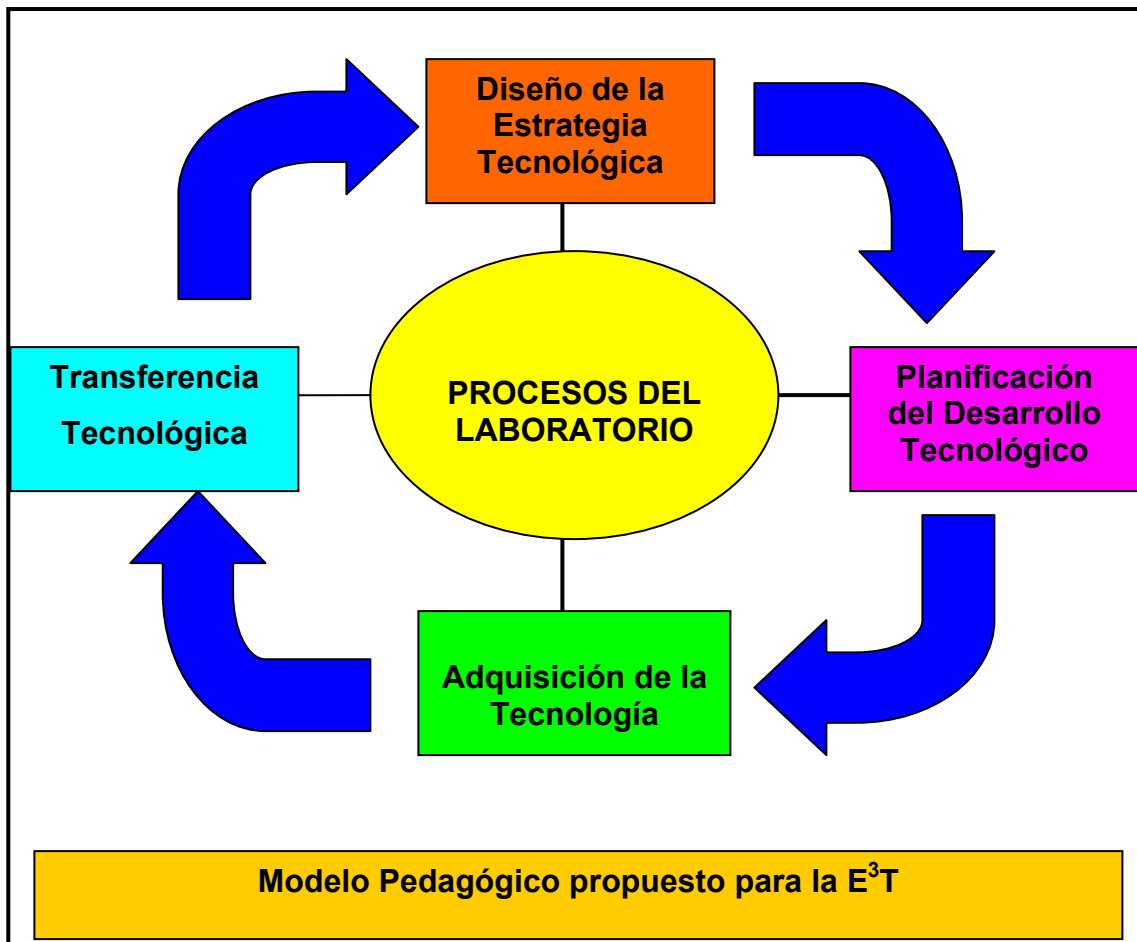 Diseño de la
Estrategia
Tecnológica
Transferencia
Tecnológica
PROCESOS DEL
LABORATORIO
Planificación
del Desarrollo
Tecnológico
Adquisición de la
Tecnología
Modelo Pedagógico propuesto para la E³T